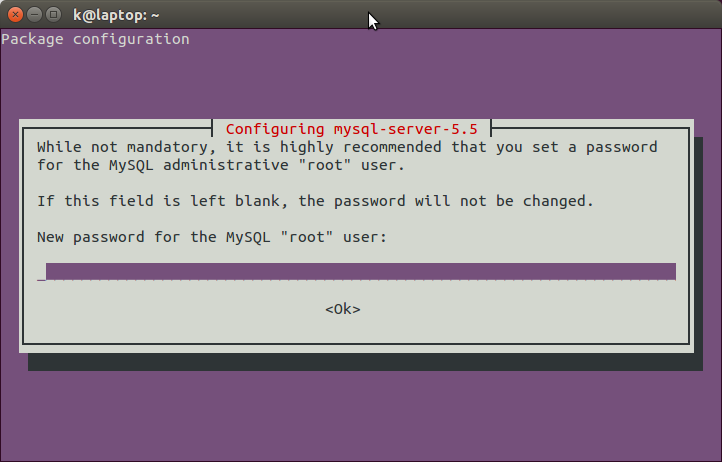 k@laptop: ~
Package configuration
Configuring mysql-server-5.5
While not mandatory, it is highly recommended that you set a password
for the MySQL administrative "root" user.
If this field is left blank, the password will not be changed.
New password for the MySQL "root" user:
<Ok>